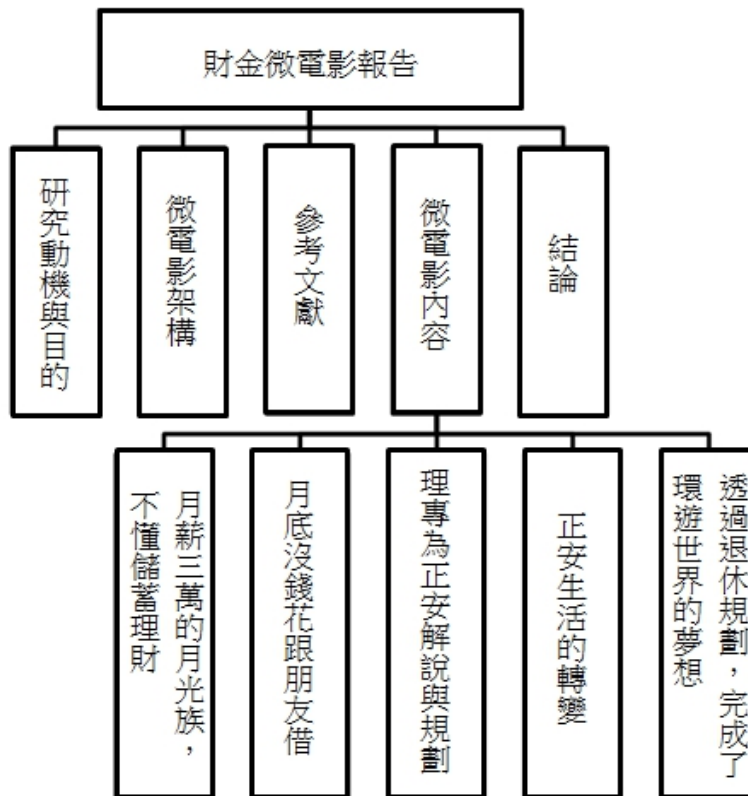 財金微電影報告
研究動機與目的
微電影架構
參考文獻
微電影內容
結論
月薪三萬的月光族，
不懂儲蓄理財
月底沒錢花跟朋友借
理專為正安解說與規劃
正安生活的轉變
透過退休規劃，完成了
環遊世界的夢想